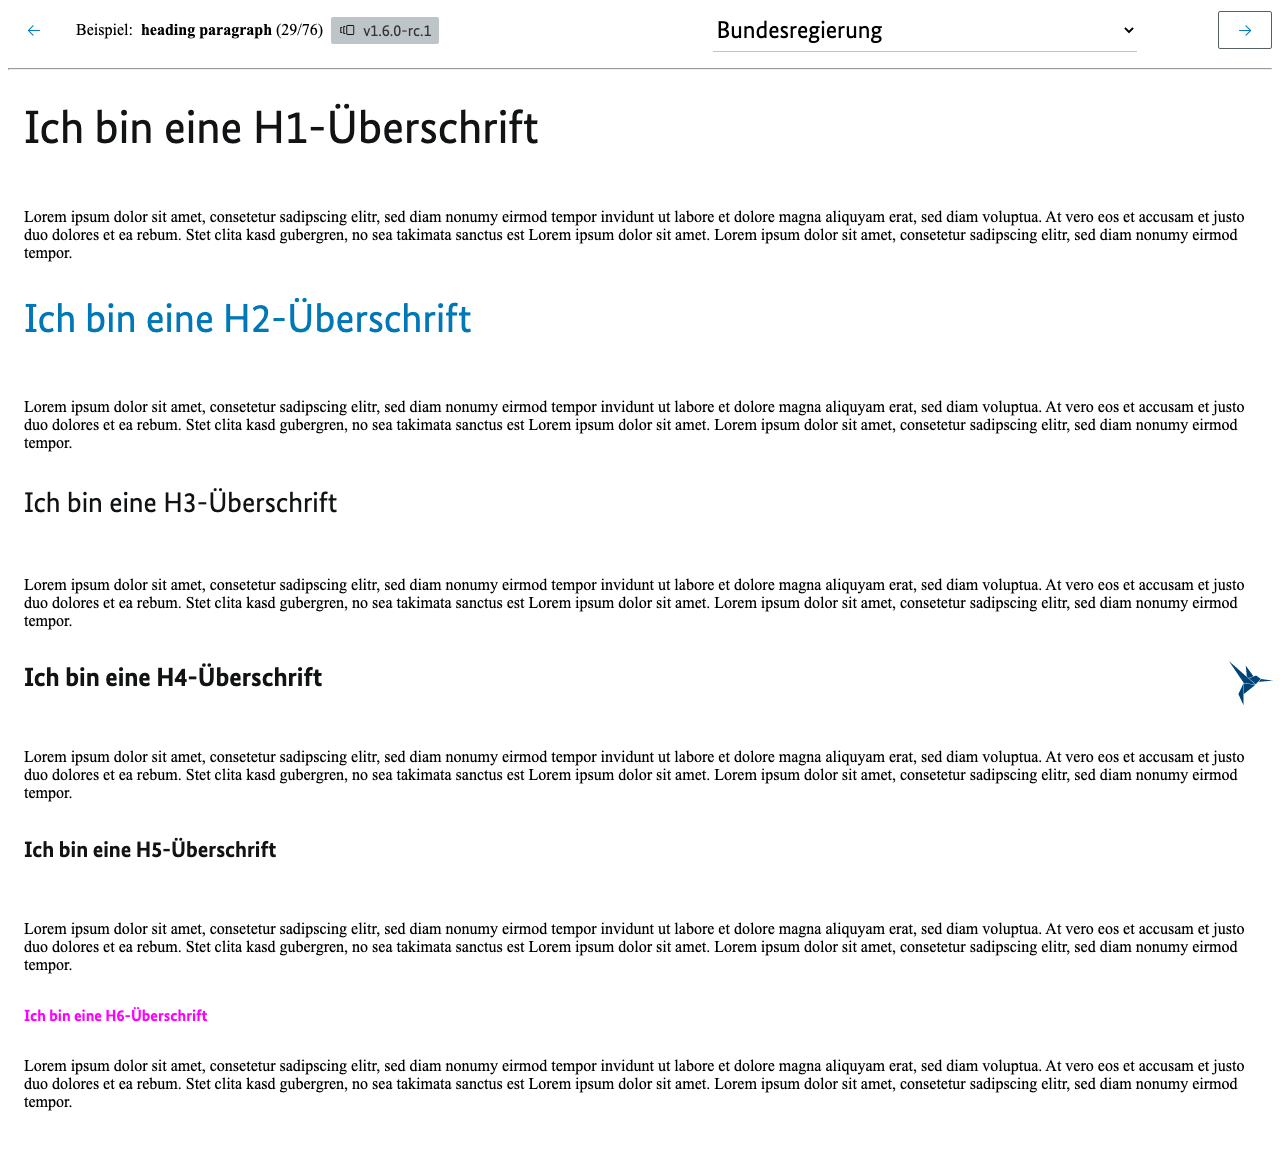 Beispiel: heading paragraph (29/76) v1.6.0-rc.1 Bundesregierung
Ich bin eine H1-Überschrift
Lorem ipsum dolor sit amet, consetetur sadipscing elitr, sed diam nonumy eirmod tempor invidunt ut labore et dolore magna aliquyam erat, sed diam voluptua. At vero eos et accusam et justo
duo dolores et ea rebum. Stet clita kasd gubergren, no sea takimata sanctus est Lorem ipsum dolor sit amet. Lorem ipsum dolor sit amet, consetetur sadipscing elitr, sed diam nonumy eirmod
tempor.
Ich bin eine H2-Überschrift
Lorem ipsum dolor sit amet, consetetur sadipscing elitr, sed diam nonumy eirmod tempor invidunt ut labore et dolore magna aliquyam erat, sed diam voluptua. At vero eos et accusam et justo
duo dolores et ea rebum. Stet clita kasd gubergren, no sea takimata sanctus est Lorem ipsum dolor sit amet. Lorem ipsum dolor sit amet, consetetur sadipscing elitr, sed diam nonumy eirmod
tempor.
Ich bin eine H3-Überschrift
Lorem ipsum dolor sit amet, consetetur sadipscing elitr, sed diam nonumy eirmod tempor invidunt ut labore et dolore magna aliquyam erat, sed diam voluptua. At vero eos et accusam et justo
duo dolores et ea rebum. Stet clita kasd gubergren, no sea takimata sanctus est Lorem ipsum dolor sit amet. Lorem ipsum dolor sit amet, consetetur sadipscing elitr, sed diam nonumy eirmod
tempor.
Ich bin eine H4-Überschrift
Lorem ipsum dolor sit amet, consetetur sadipscing elitr, sed diam nonumy eirmod tempor invidunt ut labore et dolore magna aliquyam erat, sed diam voluptua. At vero eos et accusam et justo
duo dolores et ea rebum. Stet clita kasd gubergren, no sea takimata sanctus est Lorem ipsum dolor sit amet. Lorem ipsum dolor sit amet, consetetur sadipscing elitr, sed diam nonumy eirmod
tempor.
Ich bin eine H5-Überschrift
Lorem ipsum dolor sit amet, consetetur sadipscing elitr, sed diam nonumy eirmod tempor invidunt ut labore et dolore magna aliquyam erat, sed diam voluptua. At vero eos et accusam et justo
duo dolores et ea rebum. Stet clita kasd gubergren, no sea takimata sanctus est Lorem ipsum dolor sit amet. Lorem ipsum dolor sit amet, consetetur sadipscing elitr, sed diam nonumy eirmod
tempor.
Ich bin eine H6-Überschrift
Lorem ipsum dolor sit amet, consetetur sadipscing elitr, sed diam nonumy eirmod tempor invidunt ut labore et dolore magna aliquyam erat, sed diam voluptua. At vero eos et accusam et justo
duo dolores et ea rebum. Stet clita kasd gubergren, no sea takimata sanctus est Lorem ipsum dolor sit amet. Lorem ipsum dolor sit amet, consetetur sadipscing elitr, sed diam nonumy eirmod
tempor.